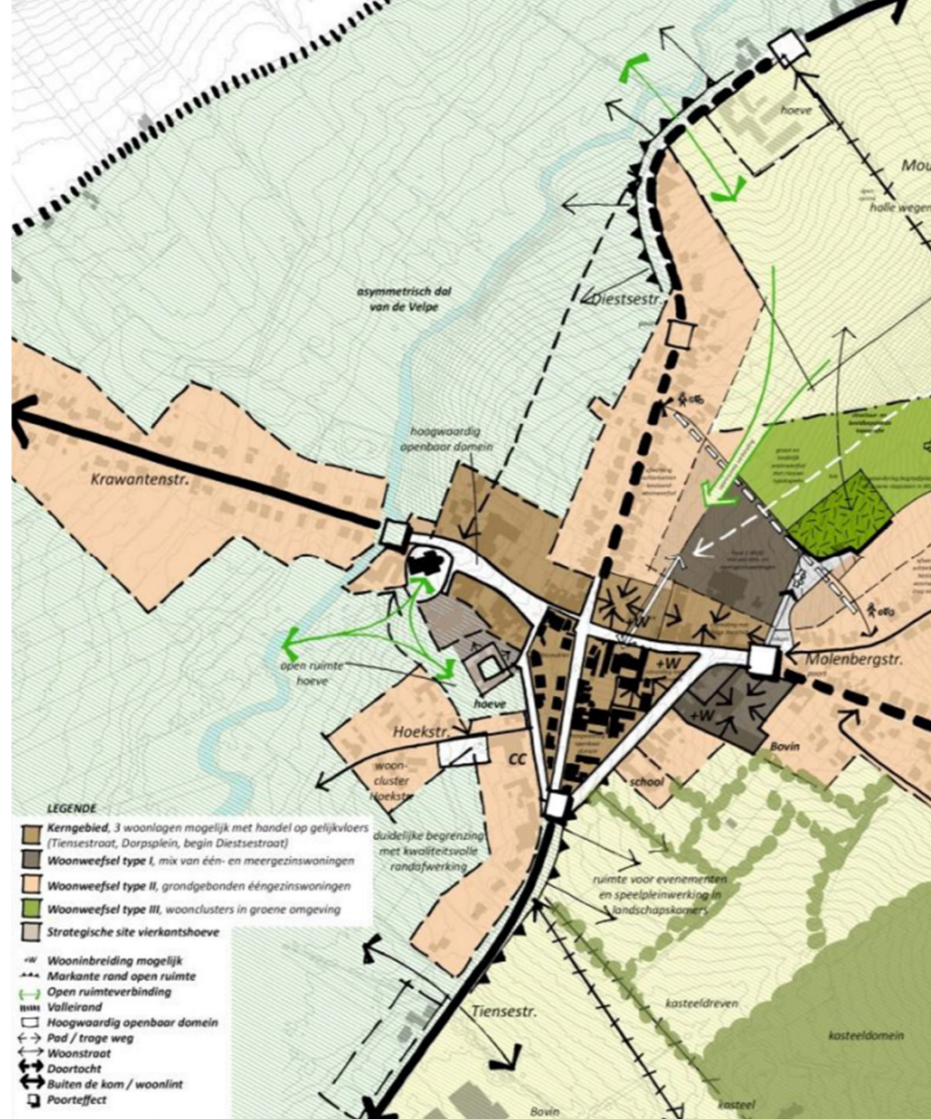 hoeve
Mou
holle wegen
asymmetrisch dal
van de Velpe
Diestsestr.
poort
hoogwaardig
openbaar domein
Krawantenstr.
+W
+W
Molenbergstr.
poort
open ruimte
hoeve
hoeve
+W
Hoekstr.
Bovin
CC
woon-
cluster
Hoekstr
school
LEGENDE
Kerngebied, 3 woonlagen mogelijk met handel op gelijkvloers
(Tiensestraat, Dorpsplein, begin Diestsestraat)
Woonweefsel type I, mix van één- en meergezinswoningen
Woonweefsel type II, grondgebonden ééngezinswoningen
Woonweefsel type III, woonclusters in groene omgeving
Strategische site vierkantshoeve
duidelijke begrenzing
met kwaliteitsvolle
randafwerking
ruimte voor evenementen
en speelpleinwerking in
landschapskamers
+W Wooninbreiding mogelijk
Markante rand open ruimte
Open ruimteverbinding
Valleirand
Hoogwaardig openbaar domein
Pad / trage weg
Woonstraat
Doortocht
Buiten de kom / woonlint
Poorteffect
Tiensestr.
kasteeldreven
kasteeldomein
kasteel
Bovin